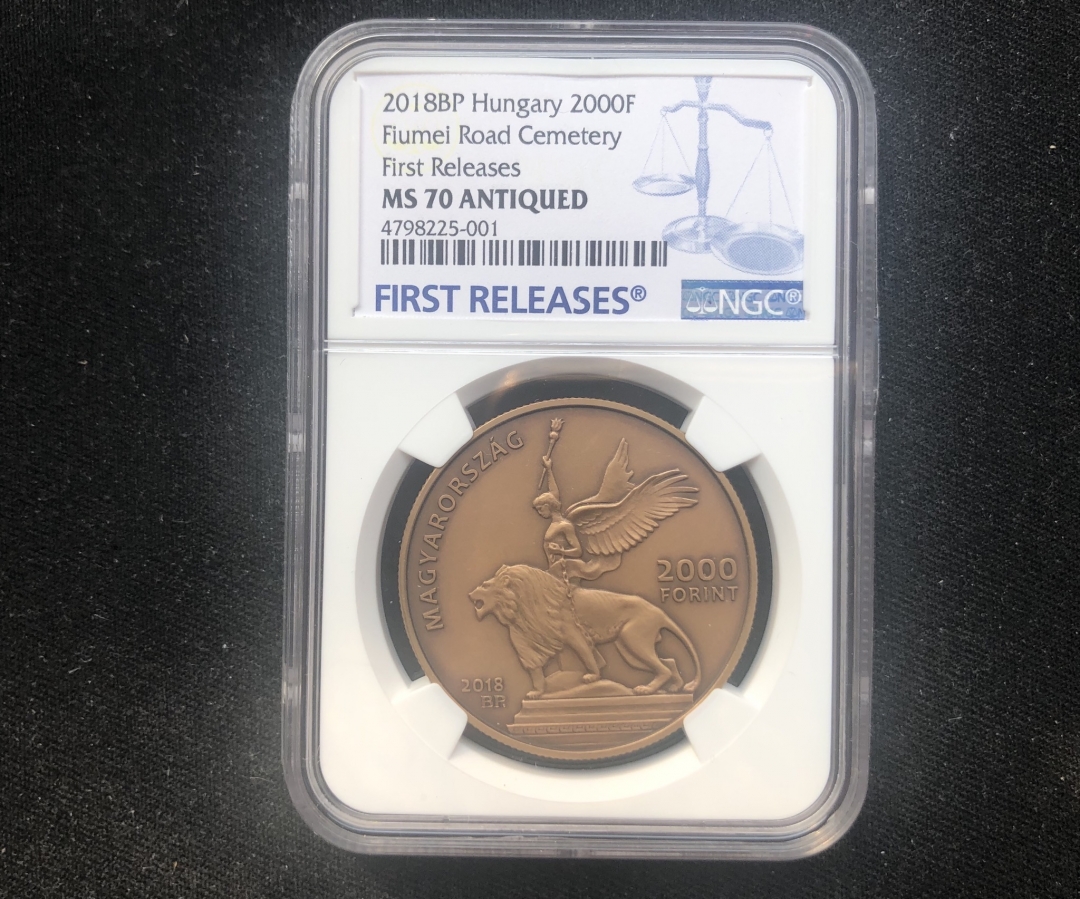 2018BP Hungary 2000F
Fiumei Road Cemetery
First Releases
MS 70 ANTIQUED
4798225-001
FIRST RELEASES®
NGC®
MAGYARORSZÁG
2000
FORINT
2018
BP